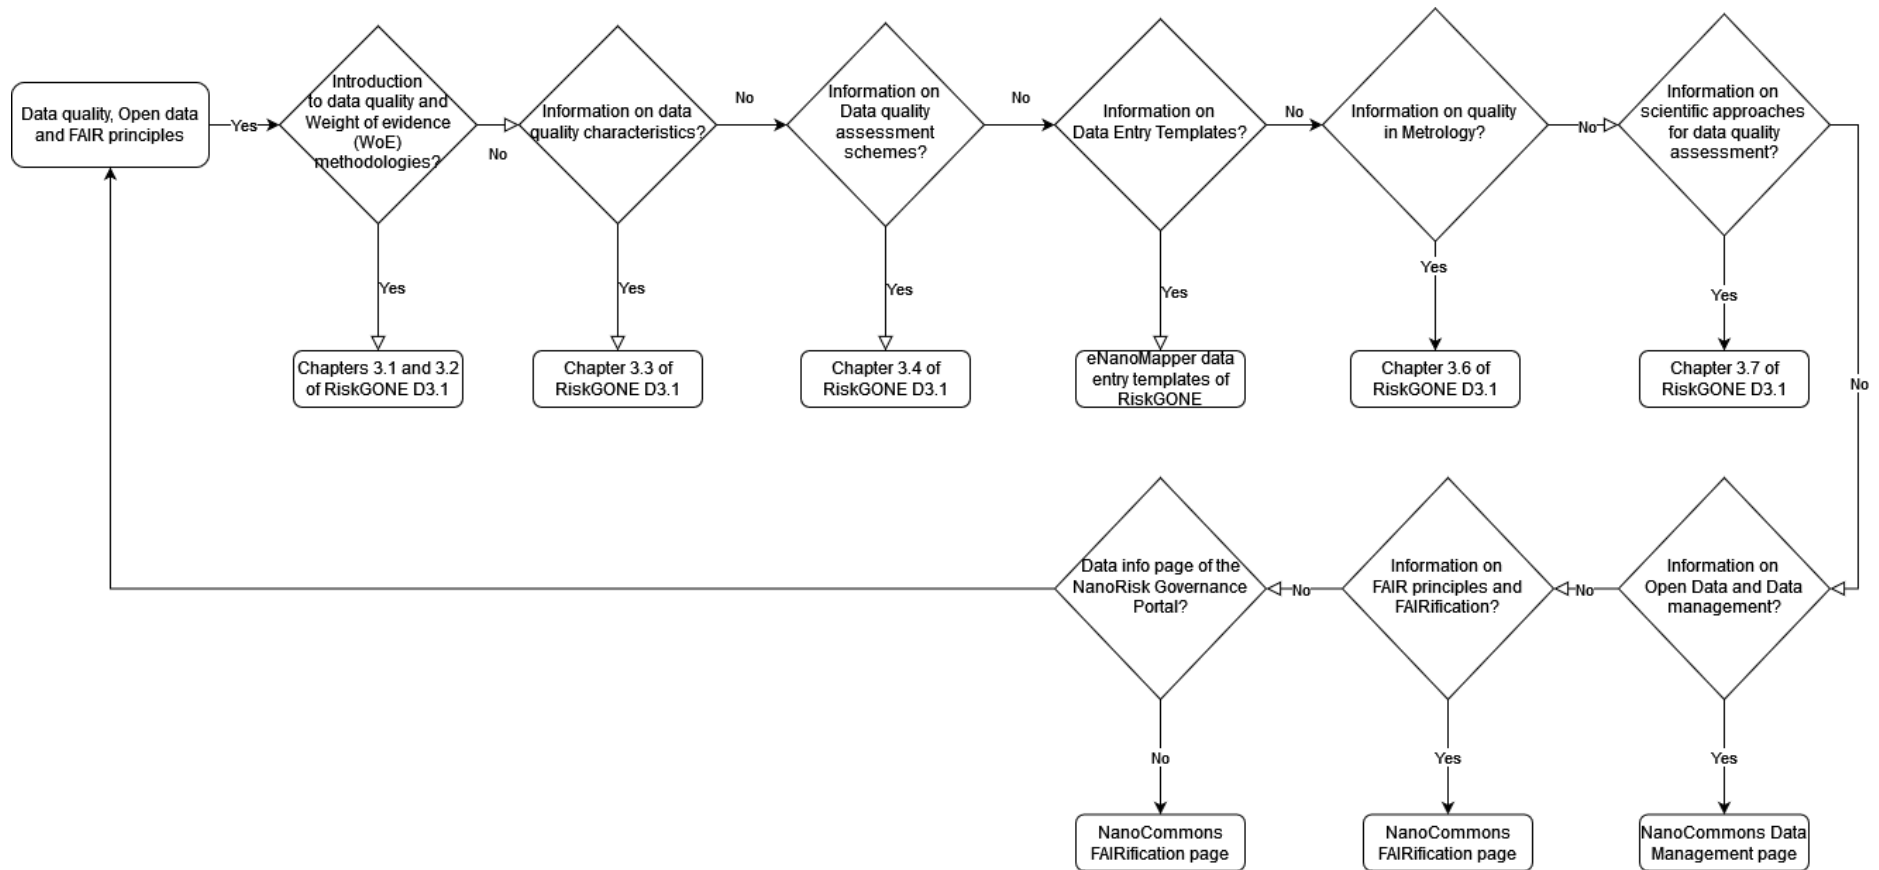 Data quality, Open data
and FAIR principles
Yes
Introduction
to data quality and
Weight of evidence
(WoE)
methodologies?
No
Information on data
quality characteristics?
No
Information on
Data quality
assessment
schemes?
No
Information on
Data Entry Templates?
No
Information on quality
in Metrology?
No
Information on
scientific approaches
for data quality
assessment?
Yes
Yes
Yes
Yes
Yes
Yes
Chapters 3.1 and 3.2
of RiskGONE D3.1
Chapter 3.3 of
RiskGONE D3.1
Chapter 3.4 of
RiskGONE D3.1
eNanoMapper data
entry templates of
RiskGONE
Chapter 3.6 of
RiskGONE D3.1
Chapter 3.7 of
RiskGONE D3.1
No
Data info page of the
NanoRisk Governance
Portal?
No
Information on
FAIR principles and
FAIRification?
No
Information on
Open Data and Data
management?
No
Yes
Yes
NanoCommons
FAIRification page
NanoCommons
FAIRification page
NanoCommons Data
Management page